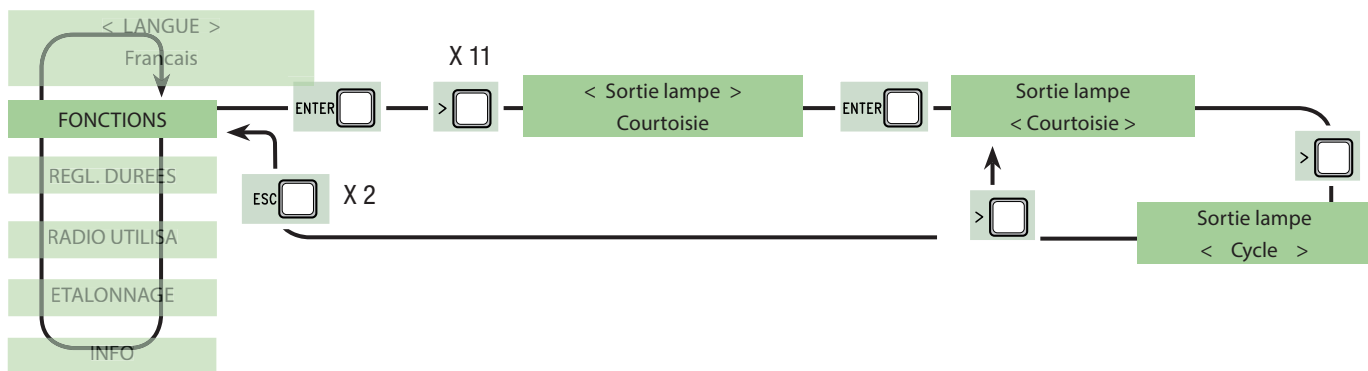 < LANGUE >
Francais
FONCTIONS
REGL. DUREES
RADIO UTILISA
ETALONNAGE
INFO
ENTER
X 11
>
< Sortie lampe >
Courtoisie
ENTER
Sortie lampe
< Courtoisie >
>
Sortie lampe
< Cycle >
>
ESC
X 2